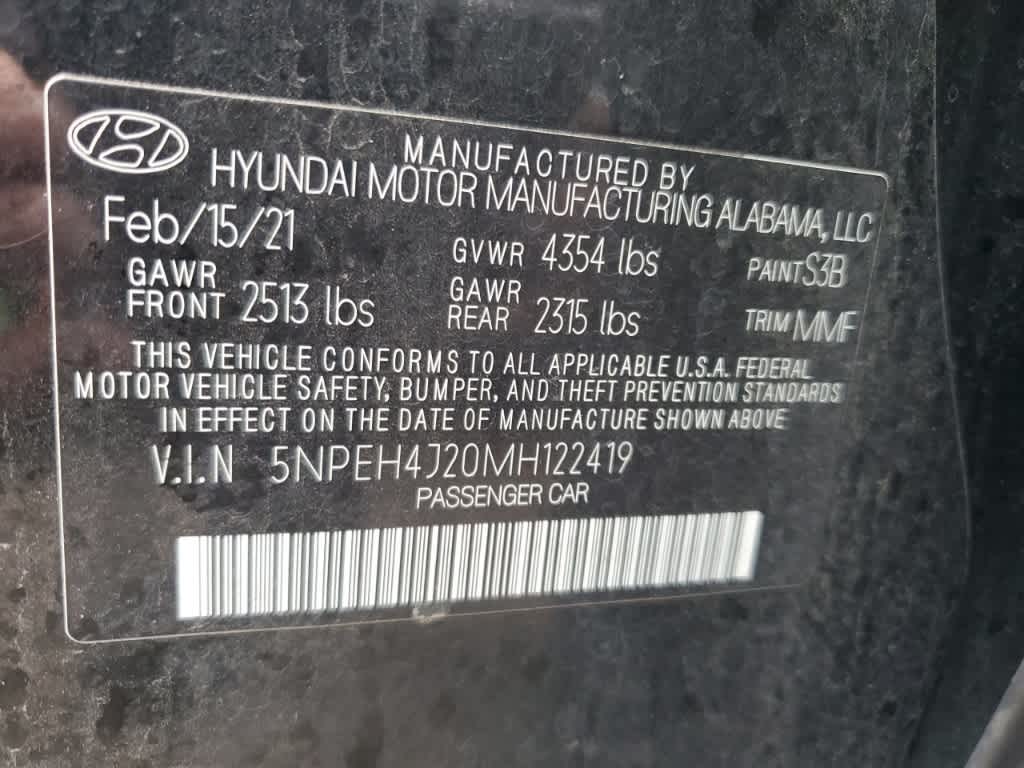 MANUFACTURED BY
HYUNDAI MOTOR MANUFACTURING ALABAMA, LLC
Feb/15/21 GVWR 4354 lbs PAINT S3B
GAWR FRONT 2513 lbs GAWR REAR 2315 lbs TRIM MMF
THIS VEHICLE CONFORMS TO ALL APPLICABLE U.S.A. FEDERAL
MOTOR VEHICLE SAFETY, BUMPER, AND THEFT PREVENTION STANDARDS
IN EFFECT ON THE DATE OF MANUFACTURE SHOWN ABOVE
V.I.N 5NPEH4J20MH122419
PASSENGER CAR